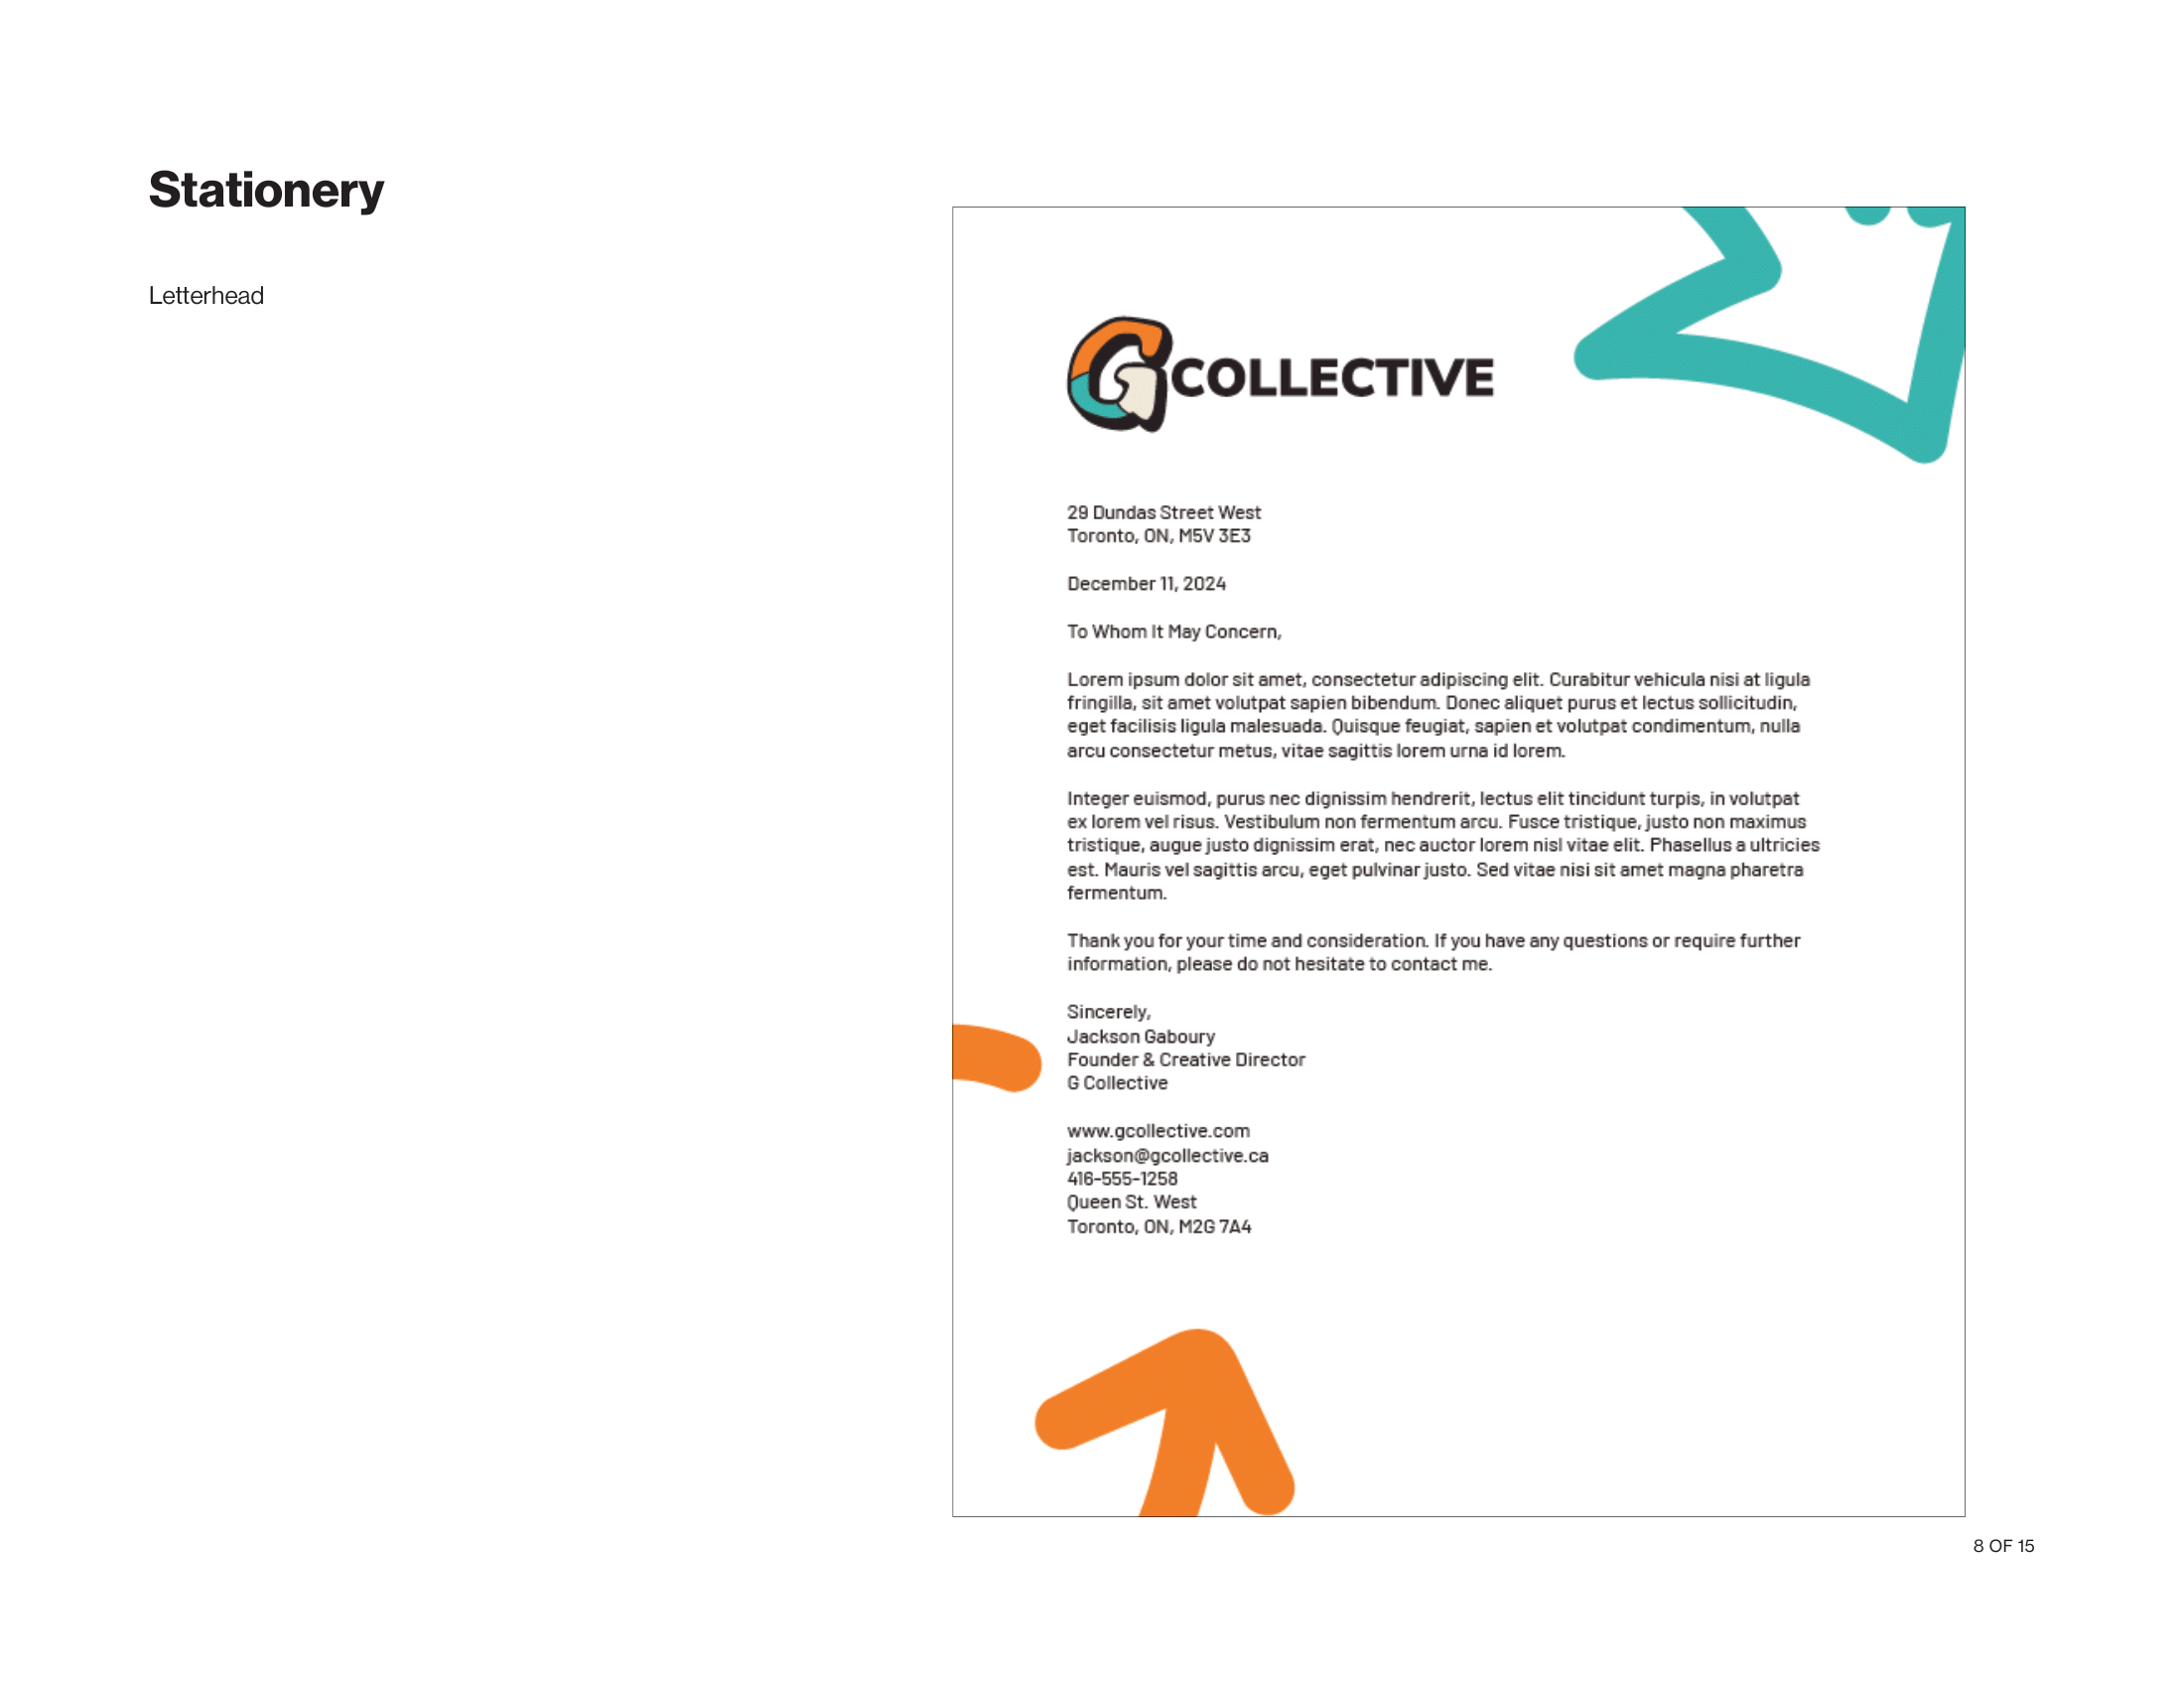 Stationery
Letterhead
GCOLLECTIVE
29 Dundas Street West
Toronto, ON, M5V 3E3
December 11, 2024
To Whom It May Concern,
Lorem ipsum dolor sit amet, consectetur adipiscing elit. Curabitur vehicula nisi at ligula
fringilla, sit amet volutpat sapien bibendum. Donec aliquet purus et lectus sollicitudin,
eget facilisis ligula malesuada. Quisque feugiat, sapien et volutpat condimentum, nulla
arcu consectetur metus, vitae sagittis lorem urna id lorem.
Integer euismod, purus nec dignissim hendrerit, lectus elit tincidunt turpis, in volutpat
ex lorem vel risus. Vestibulum non fermentum arcu. Fusce tristique, justo non maximus
tristique, augue justo dignissim erat, nec auctor lorem nisl vitae elit. Phasellus a ultricies
est. Mauris vel sagittis arcu, eget pulvinar justo. Sed vitae nisi sit amet magna pharetra
fermentum.
Thank you for your time and consideration. If you have any questions or require further
information, please do not hesitate to contact me.
Sincerely,
Jackson Gaboury
Founder & Creative Director
G Collective
www.gcollective.com
jackson@gcollective.ca
416-555-1258
Queen St. West
Toronto, ON, M2G 7A4
8 OF 15